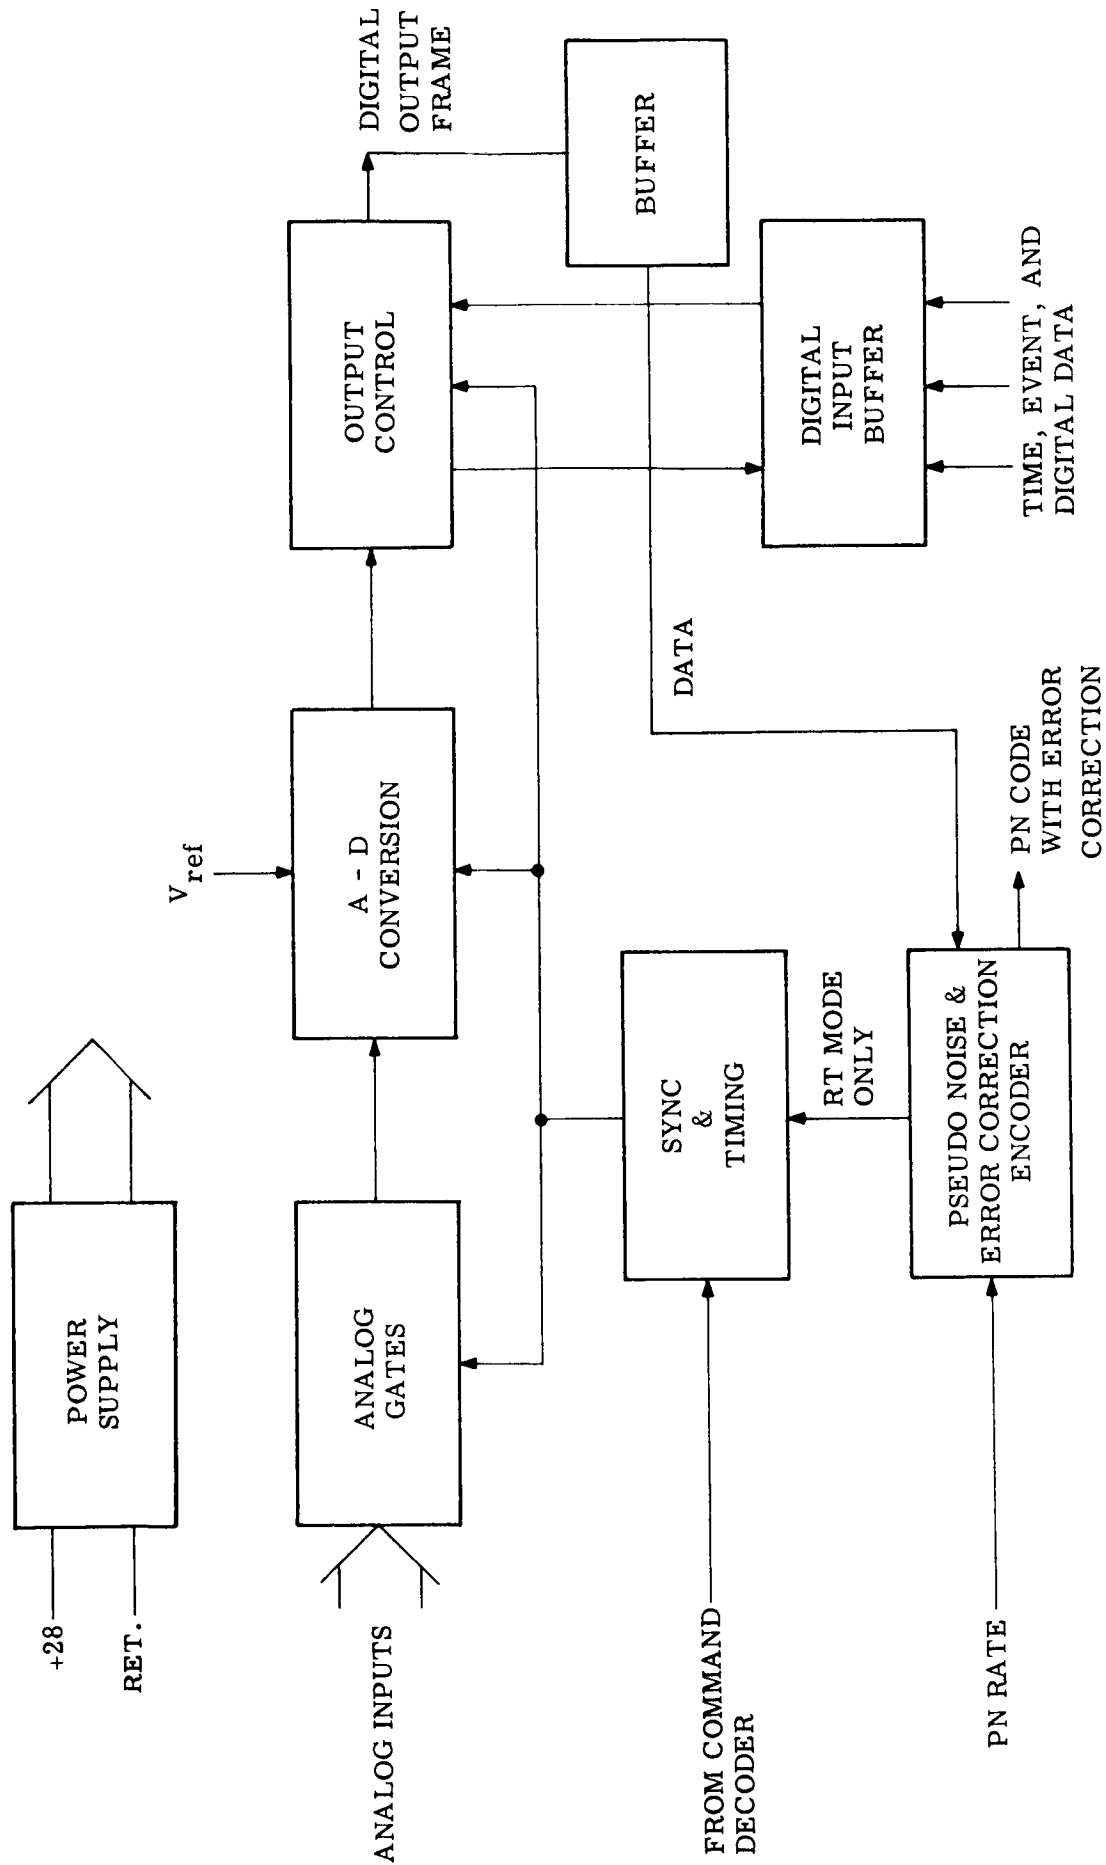 +28
RET.
POWER
SUPPLY
ANALOG INPUTS
ANALOG
GATES
V ref
A - D
CONVERSION
OUTPUT
CONTROL
DIGITAL
OUTPUT
FRAME
BUFFER
FROM COMMAND
DECODER
SYNC
&
TIMING
RT MODE
ONLY
DATA
DIGITAL
INPUT
BUFFER
TIME, EVENT, AND
DIGITAL DATA
PN RATE
PSEUDO NOISE &
ERROR CORRECTION
ENCODER
PN CODE
WITH ERROR
CORRECTION